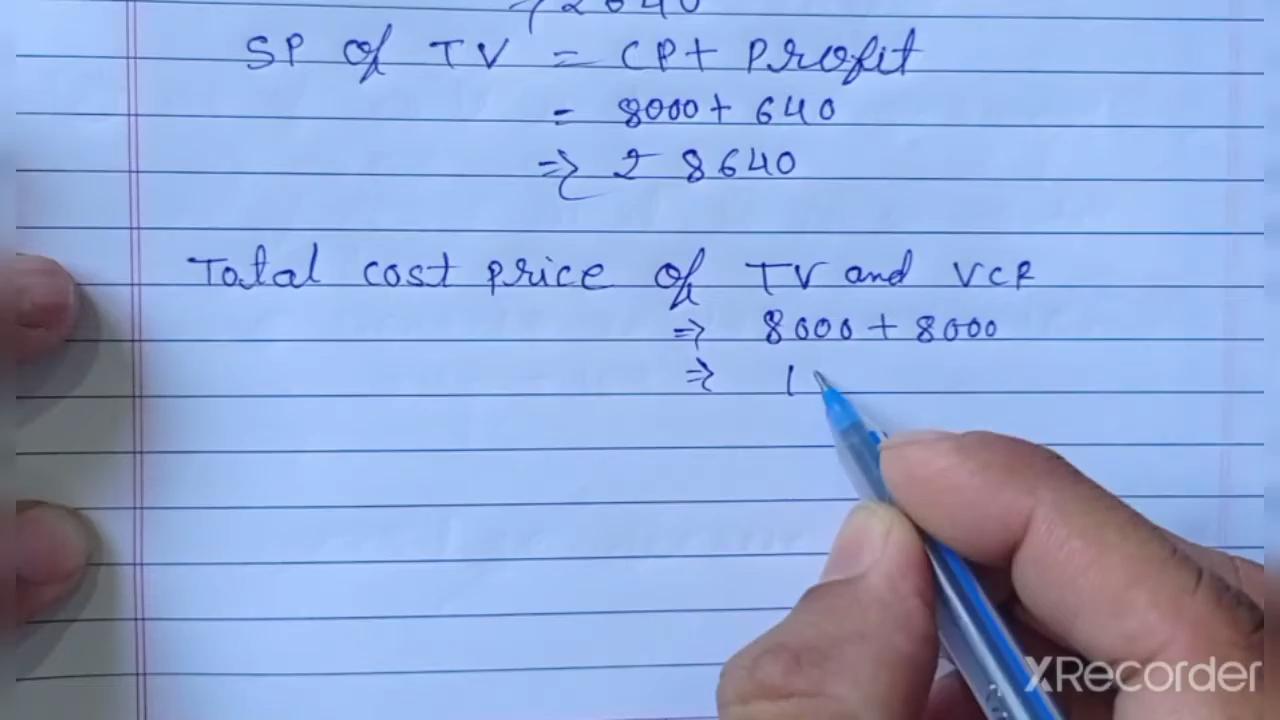 SP of TV = CP + Profit
= 8000 + 640
⇒ ₹ 8640
Total cost price of TV and VCR
⇒ 8000 + 8000
⇒ 1
XRecorder